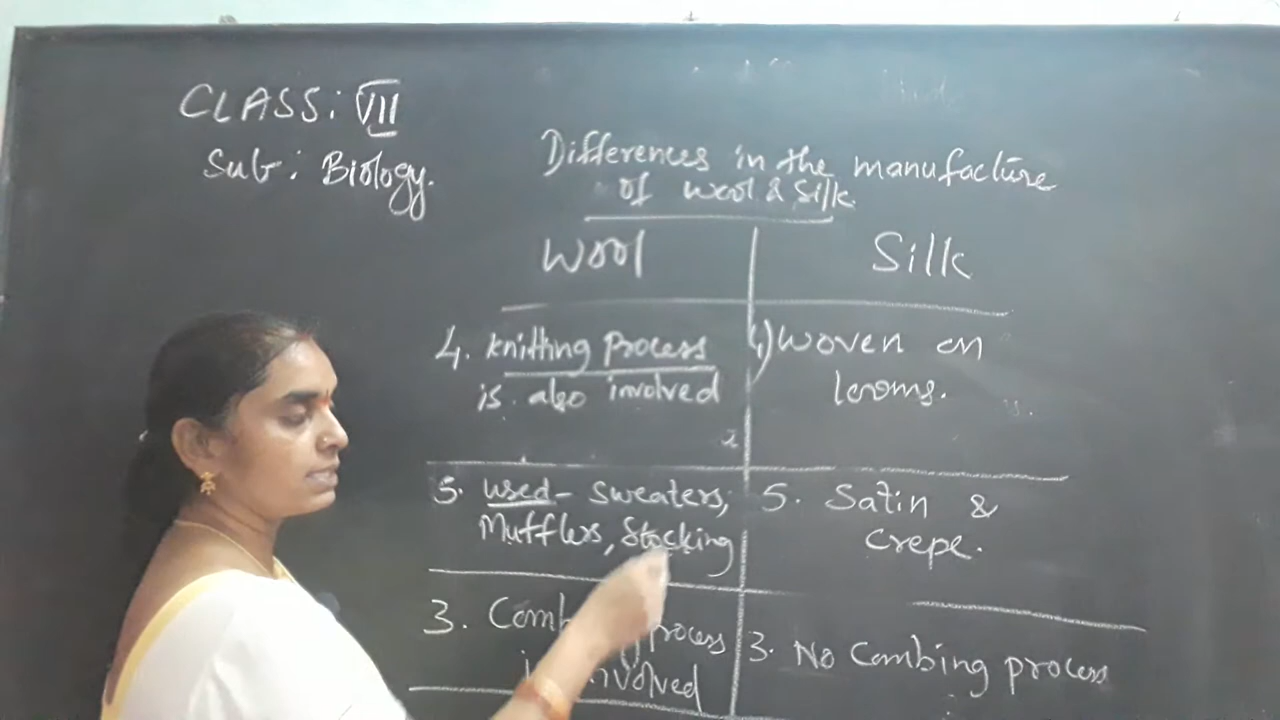 CLASS: VII
Sub: Biology.
Differences in the manufacture
of wool & Silk.
Wool
Silk
4. knitting process
is also involved
4) Woven on
looms.
5. used - Sweaters,
Mufflers, Stocking
5. Satin &
Crepe.
3. Combing process
involved
3. No Combing process